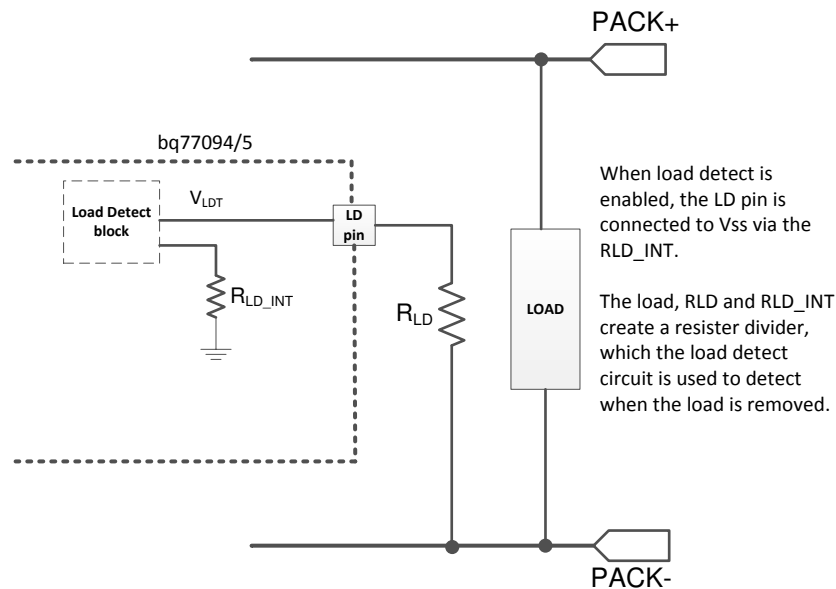 PACK+
bq77094/5
Load Detect
block
VLDT
LD
pin
RLD_INT
RLD
LOAD
When load detect is
enabled, the LD pin is
connected to Vss via the
RLD_INT.
The load, RLD and RLD_INT
create a resister divider,
which the load detect
circuit is used to detect
when the load is removed.
PACK-